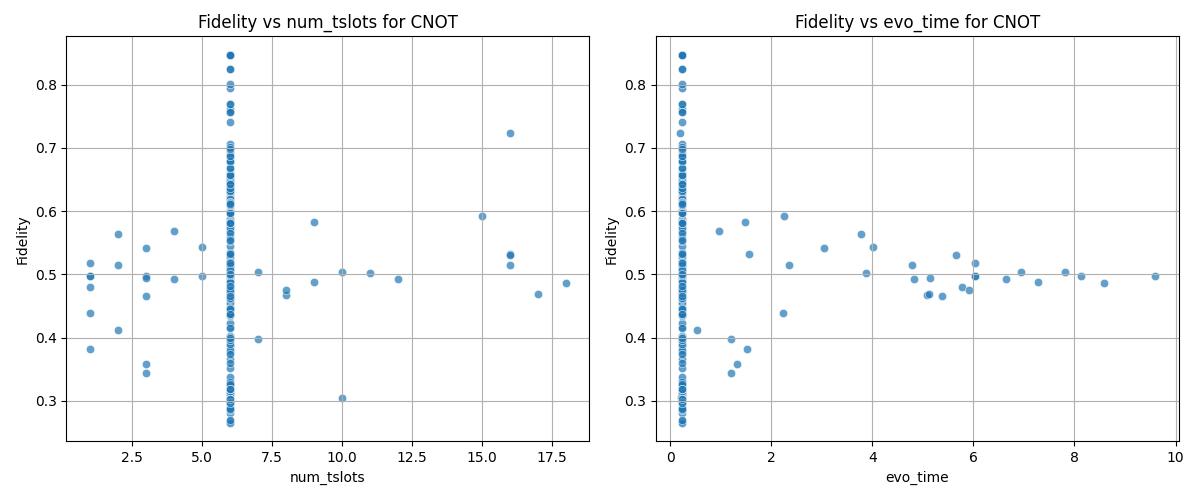 Fidelity vs num_tslots for CNOT
Fidelity
0.8
0.7
0.6
0.5
0.4
0.3
2.5 5.0 7.5 10.0 12.5 15.0 17.5
num_tslots
Fidelity vs evo_time for CNOT
Fidelity
0.8
0.7
0.6
0.5
0.4
0.3
0 2 4 6 8 10
evo_time